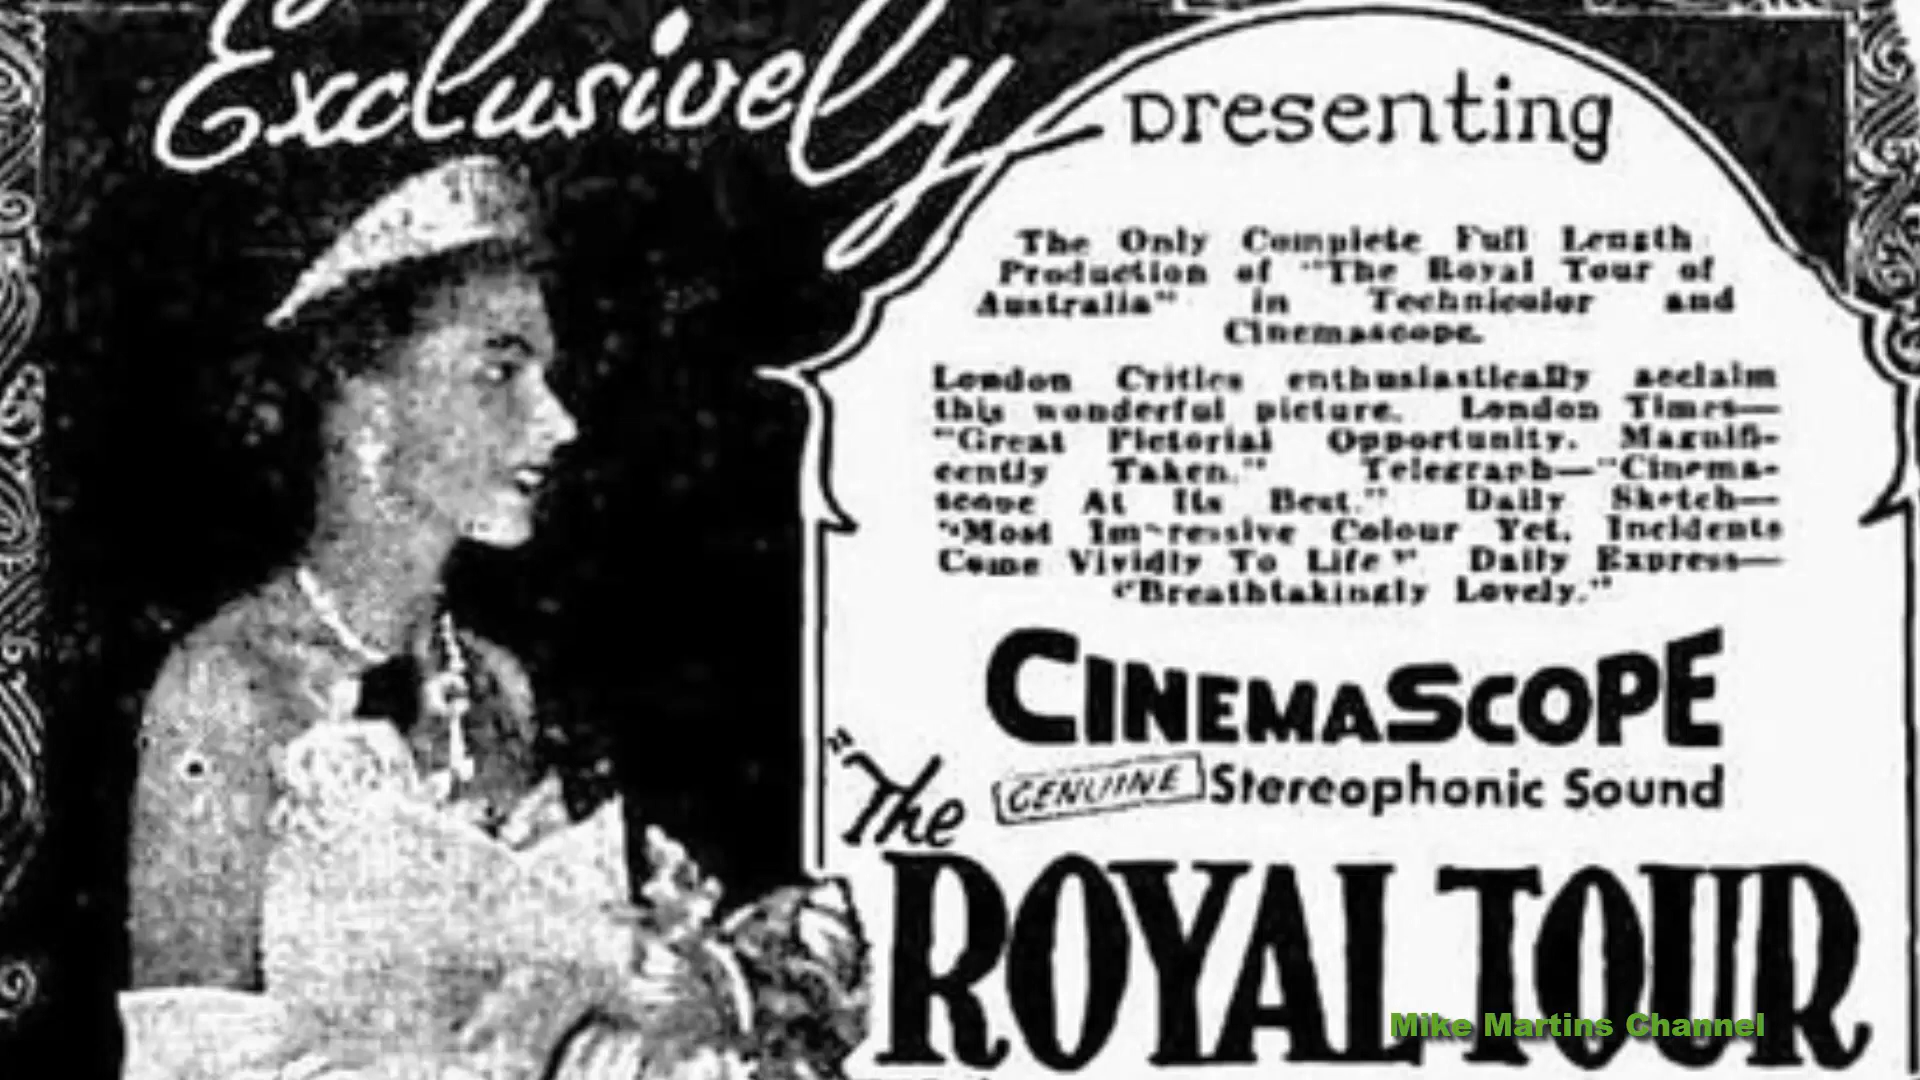 Exclusively presenting
The Only Complete Full Length
Production of "The Royal Tour of
Australia" in Technicolor and
Cinemascope.
London Critics enthusiastically acclaim
this wonderful picture. London Times—
"Great Pictorial Opportunity. Magnifi-
cently Taken." Telegraph—"Cinema-
scope At Its Best." Daily Sketch—
"Most Impressive Colour Yet. Incidents
Come Vividly To Life" Daily Express—
"Breathtakingly Lovely."
CINEMASCOPE
GENUINE Stereophonic Sound
"The
ROYAL TOUR
Mike Martins Channel